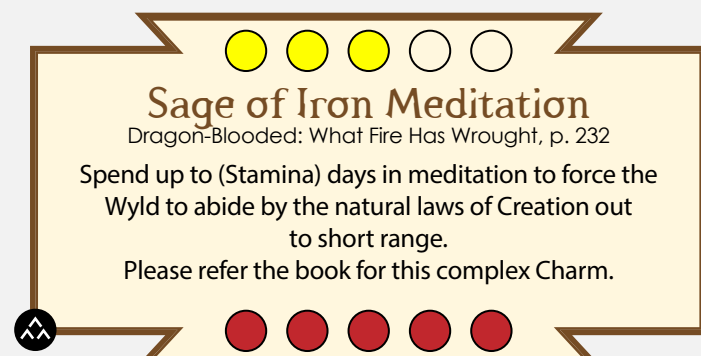 Sage of Iron Meditation
Dragon-Blooded: What Fire Has Wrought, p. 232
Spend up to (Stamina) days in meditation to force the
Wyld to abide by the natural laws of Creation out
to short range.
Please refer the book for this complex Charm.